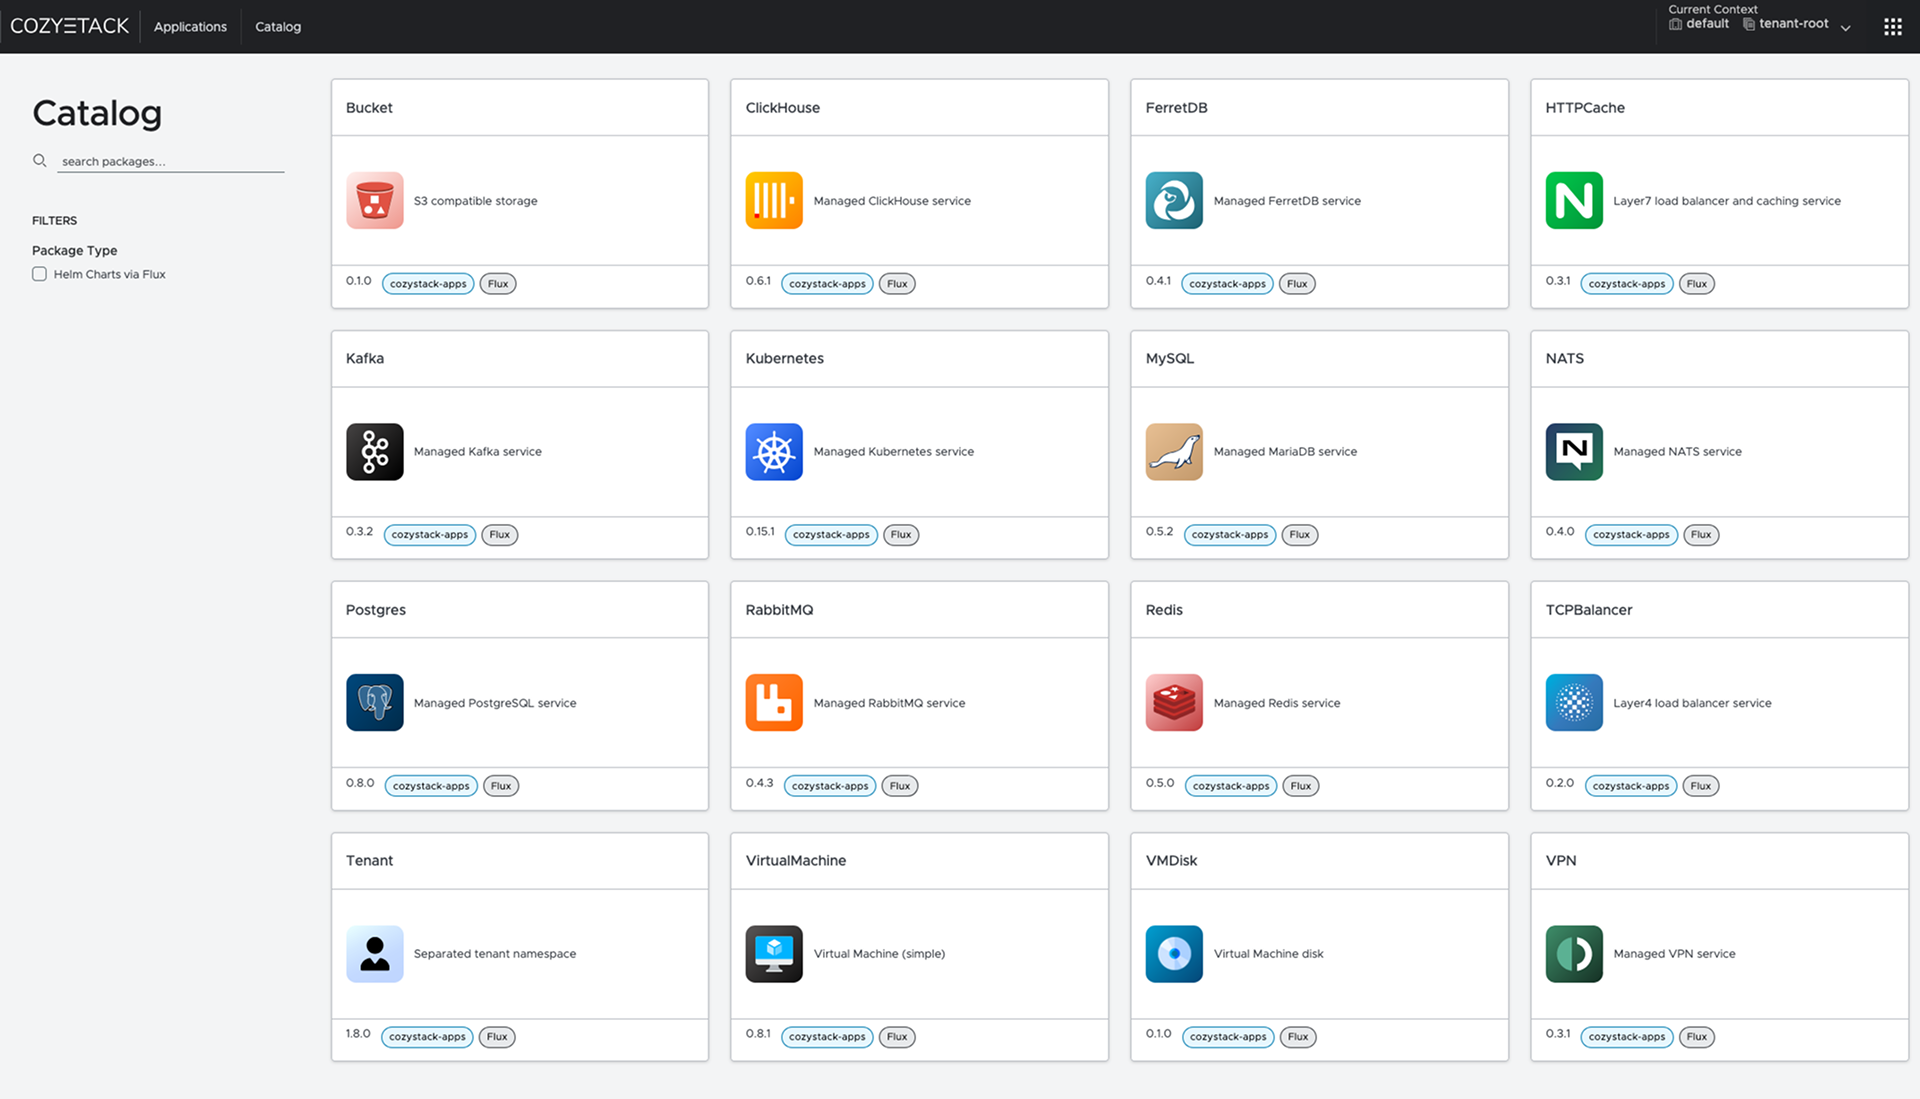 COZYSTACK
Applications
Catalog
Current Context
default
tenant-root
Catalog
search packages...
FILTERS
Package Type
Helm Charts via Flux
Bucket
S3 compatible storage
0.1.0 cozystack-apps Flux
ClickHouse
Managed ClickHouse service
0.6.1 cozystack-apps Flux
FerretDB
Managed FerretDB service
0.4.1 cozystack-apps Flux
HTTPCache
N
Layer7 load balancer and caching service
0.3.1 cozystack-apps Flux
Kafka
Managed Kafka service
0.3.2 cozystack-apps Flux
Kubernetes
Managed Kubernetes service
0.15.1 cozystack-apps Flux
MySQL
Managed MariaDB service
0.5.2 cozystack-apps Flux
NATS
N
Managed NATS service
0.4.0 cozystack-apps Flux
Postgres
Managed PostgreSQL service
0.8.0 cozystack-apps Flux
RabbitMQ
Managed RabbitMQ service
0.4.3 cozystack-apps Flux
Redis
Managed Redis service
0.5.0 cozystack-apps Flux
TCPBalancer
Layer4 load balancer service
0.2.0 cozystack-apps Flux
Tenant
Separated tenant namespace
1.8.0 cozystack-apps Flux
VirtualMachine
Virtual Machine (simple)
0.8.1 cozystack-apps Flux
VMDisk
Virtual Machine disk
0.1.0 cozystack-apps Flux
VPN
Managed VPN service
0.3.1 cozystack-apps Flux